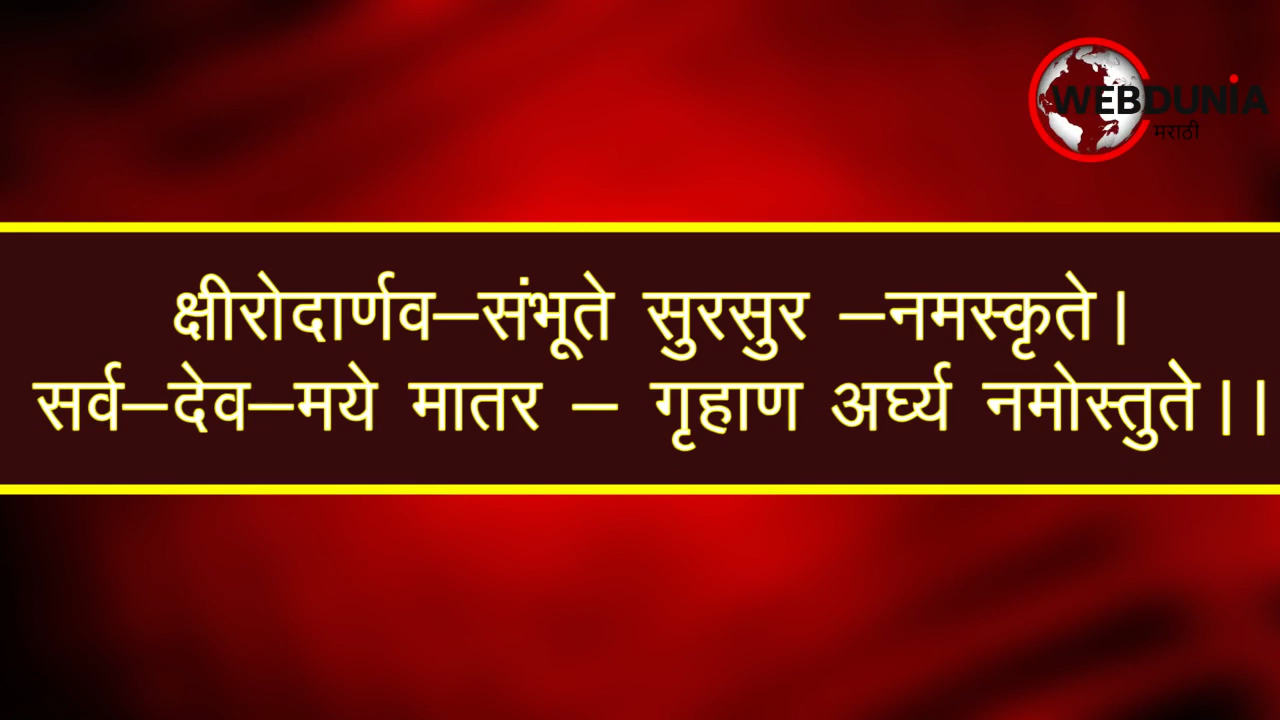 WEBDUNIA
मराठी
क्षीरोदार्णव–संभूते सुरसुर –नमस्कृते।
सर्व–देव–मये मातर – गृहाण अर्घ्य नमोस्तुते।।